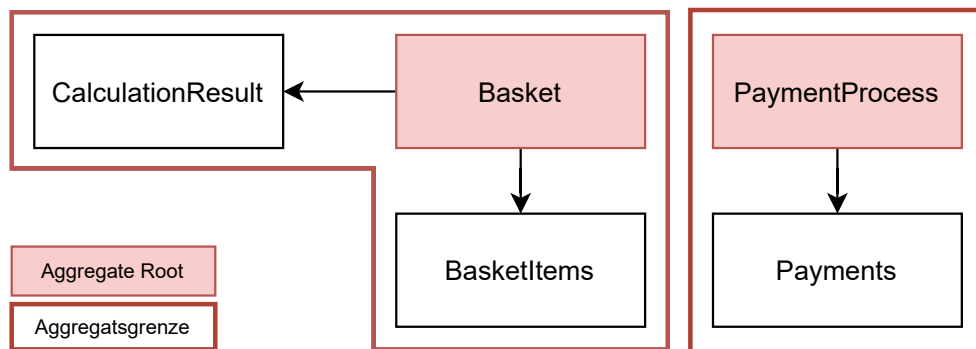 CalculationResult
Basket
PaymentProcess
BasketItems
Payments
Aggregate Root
Aggregatsgrenze